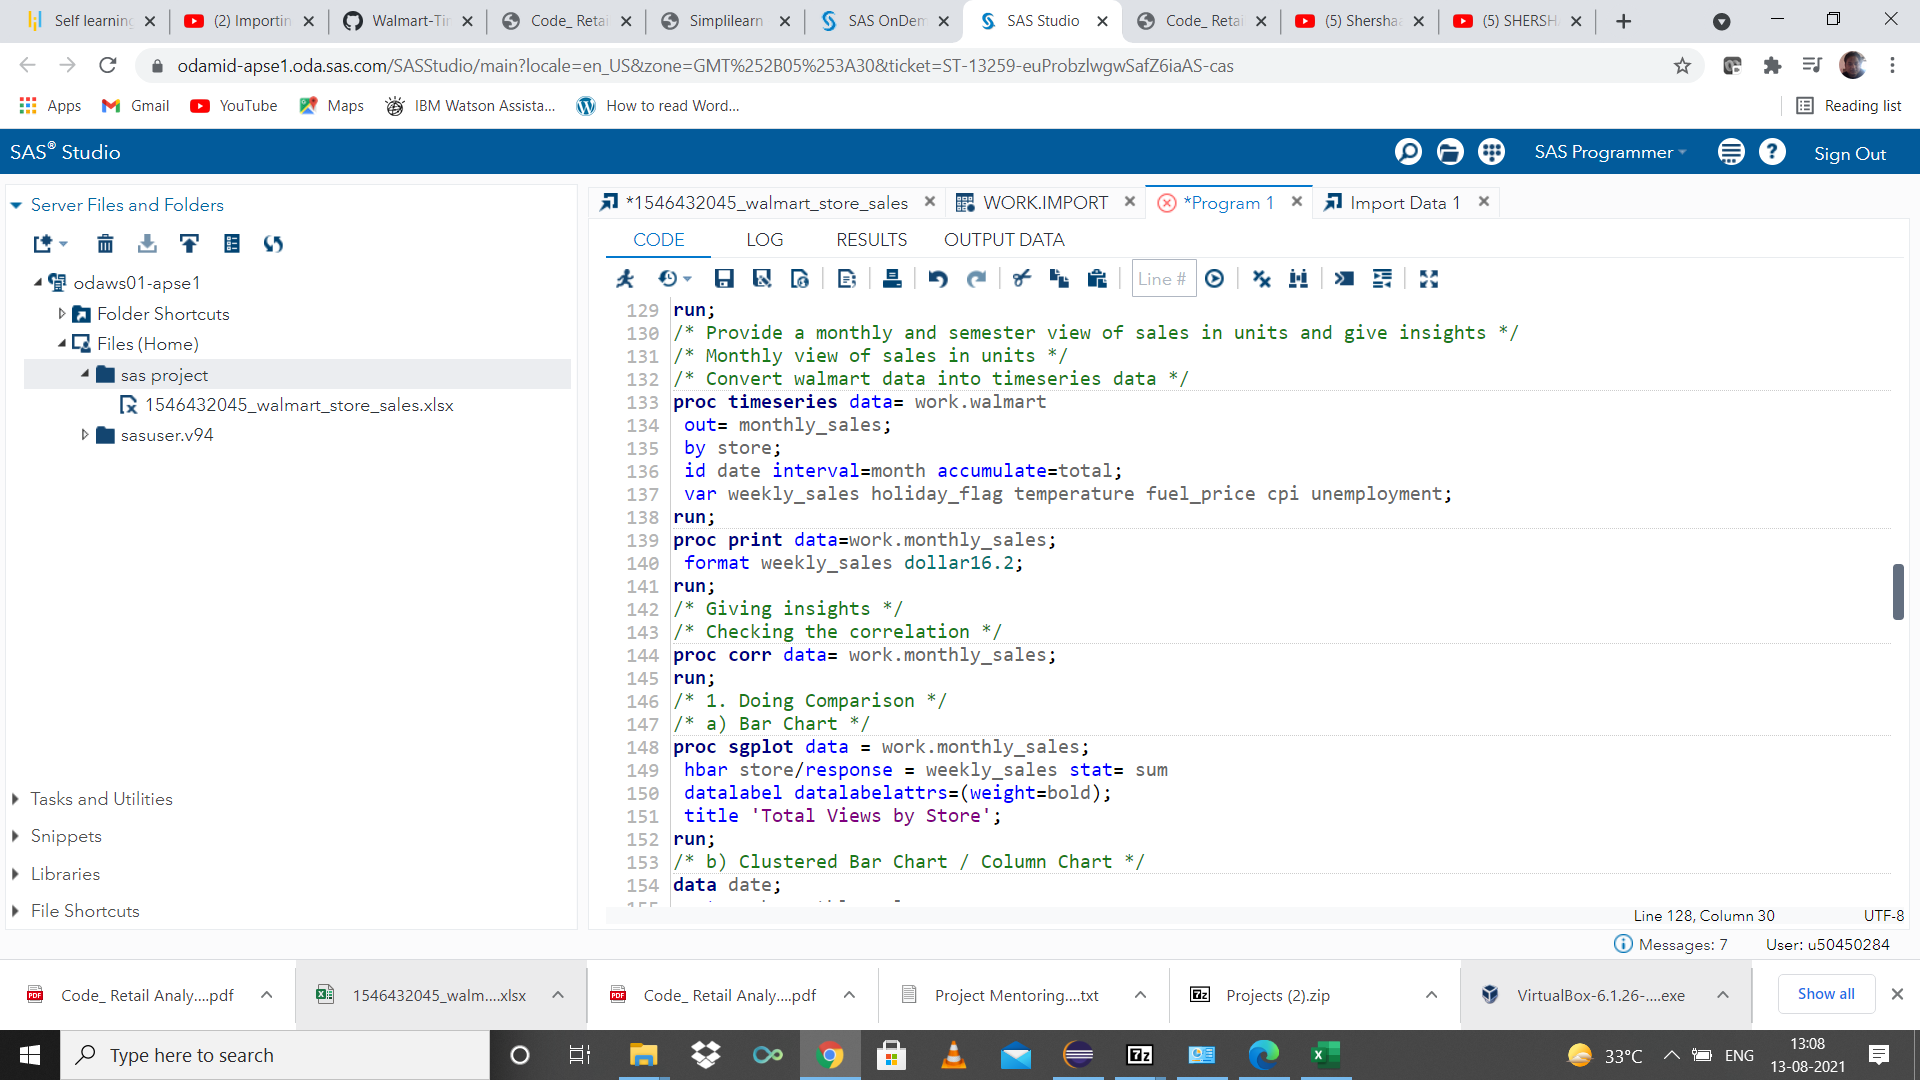 Self learning
(2) Importin
Walmart-Tir
Code_ Retai
Simplilearn
SAS OnDem
SAS Studio
Code_ Retai
(5) Shersha
(5) SHERSHA
odamid-apse1.oda.sas.com/SASStudio/main?locale=en_US&zone=GMT%252B05%253A30&ticket=ST-13259-euProbzlwgwSafZ6iaAS-cas
Apps
Gmail
YouTube
Maps
IBM Watson Assista...
How to read Word...
Reading list
SAS® Studio
SAS Programmer
Sign Out
Server Files and Folders
odaws01-apse1
Folder Shortcuts
Files (Home)
sas project
1546432045_walmart_store_sales.xlsx
sasuser.v94
Tasks and Utilities
Snippets
Libraries
File Shortcuts
*1546432045_walmart_store_sales
WORK.IMPORT
*Program 1
Import Data 1
CODE
LOG
RESULTS
OUTPUT DATA
Line #
129 run;
130 /* Provide a monthly and semester view of sales in units and give insights */
131 /* Monthly view of sales in units */
132 /* Convert walmart data into timeseries data */
133 proc timeseries data= work.walmart
134 out= monthly_sales;
135 by store;
136 id date interval=month accumulate=total;
137 var weekly_sales holiday_flag temperature fuel_price cpi unemployment;
138 run;
139 proc print data=work.monthly_sales;
140 format weekly_sales dollar16.2;
141 run;
142 /* Giving insights */
143 /* Checking the correlation */
144 proc corr data= work.monthly_sales;
145 run;
146 /* 1. Doing Comparison */
147 /* a) Bar Chart */
148 proc sgplot data = work.monthly_sales;
149 hbar store/response = weekly_sales stat= sum
150 datalabel datalabelattrs=(weight=bold);
151 title 'Total Views by Store';
152 run;
153 /* b) Clustered Bar Chart / Column Chart */
154 data date;
Line 128, Column 30
UTF-8
Messages: 7
User: u50450284
Code_ Retail Analy....pdf
1546432045_walm....xlsx
Code_ Retail Analy....pdf
Project Mentoring....txt
Projects (2).zip
VirtualBox-6.1.26-....exe
Show all
Type here to search
33°C
ENG
13:08
13-08-2021